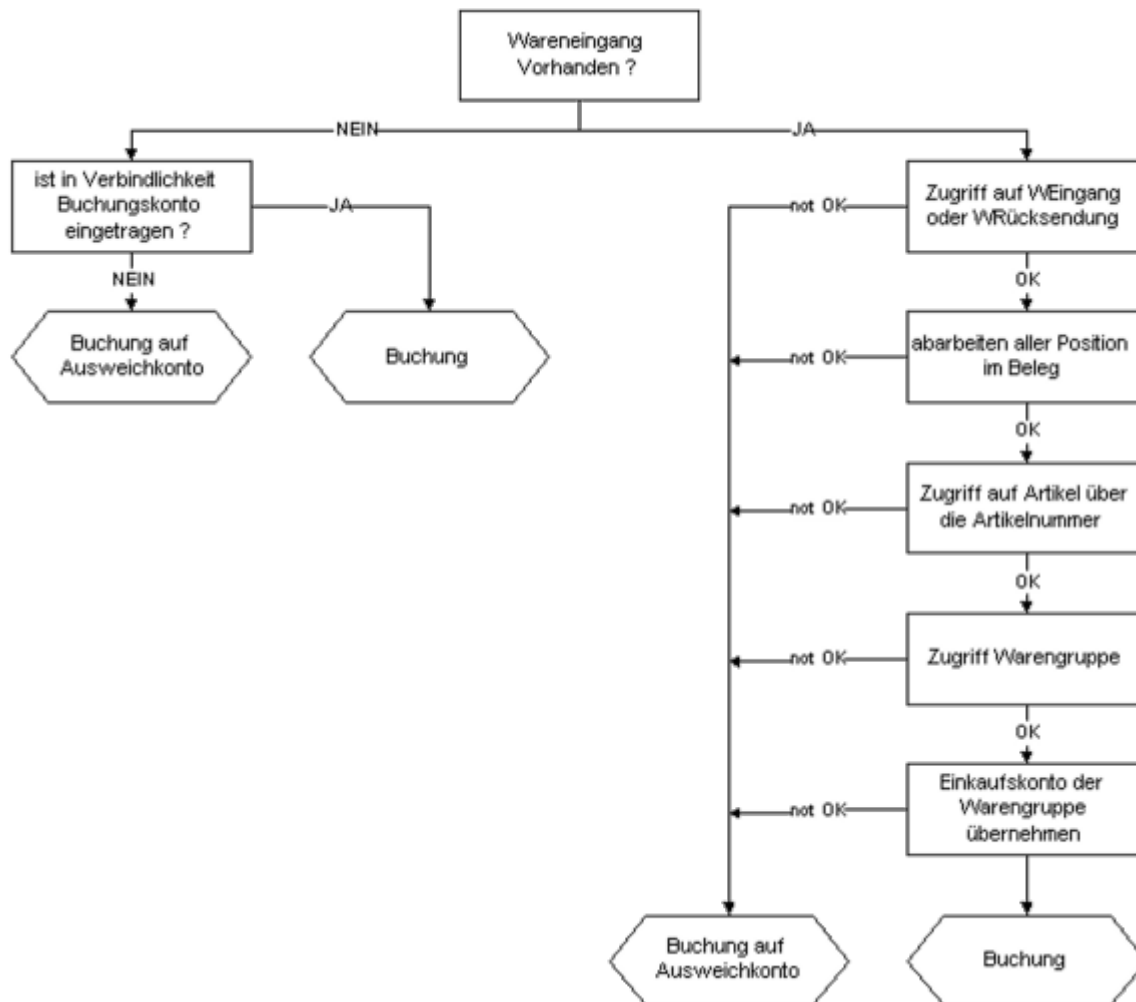 Wareneingang
Vorhanden ?
NEIN
JA
ist in Verbindlichkeit
Buchungskonto
eingetragen ?
JA
not OK
Zugriff auf WEingang
oder WRücksendung
NEIN
OK
Buchung auf
Ausweichkonto
Buchung
not OK
abarbeiten aller Position
im Beleg
OK
not OK
Zugriff auf Artikel über
die Artikelnummer
OK
not OK
Zugriff Warengruppe
OK
not OK
Einkaufskonto der
Warengruppe
übernehmen
Buchung auf
Ausweichkonto
Buchung